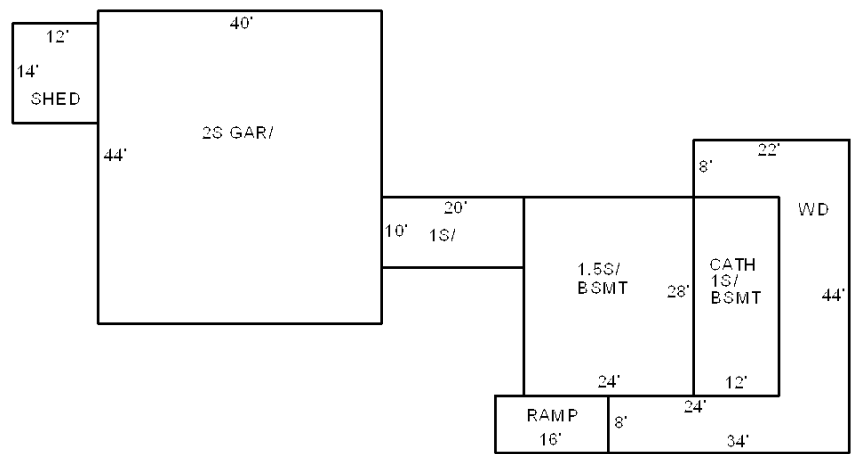 12'
14'
SHED
40'
2S GAR/
44'
20'
10'
1S/
1.5S/
BSMT
28'
24'
8'
22'
WD
CATH
1S/
BSMT
44'
12'
24'
RAMP
16'
8'
34'